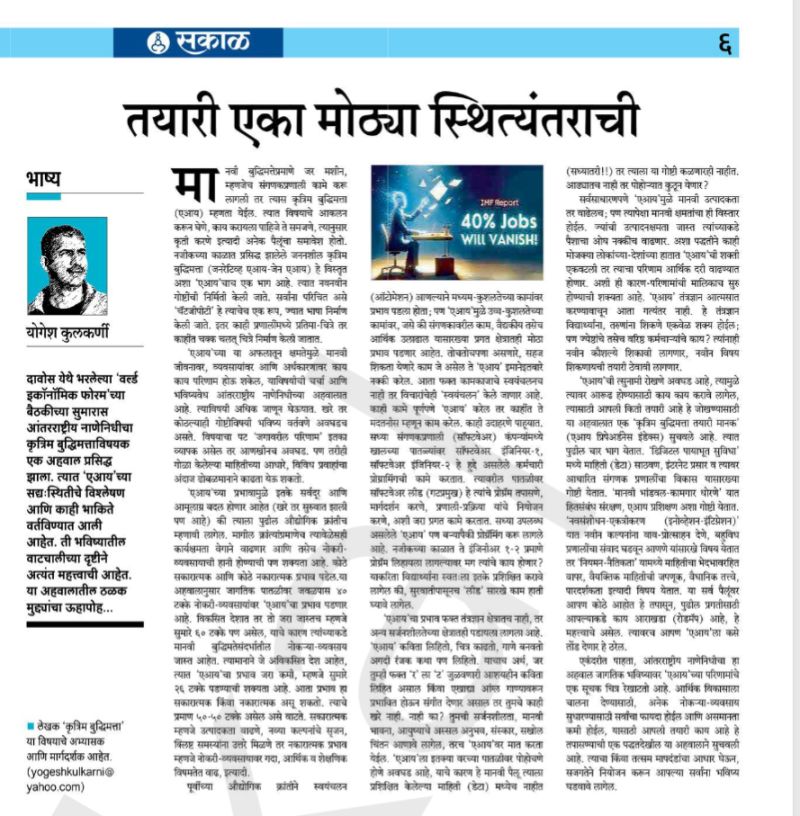 सकाळ
६
तयारी एका मोठ्या स्थित्यंतराची
भाष्य
योगेश कुलकर्णी
दावोस येथे भरलेल्या ‘वर्ल्ड
इकॉनॉमिक फोरम’च्या
बैठकीच्या सुमारास
आंतरराष्ट्रीय नाणेनिधीचा
कृत्रिम बुद्धिमत्ताविषयक
एक अहवाल प्रसिद्ध
झाला. त्यात ‘एआय’च्या
सद्यःस्थितीचे विश्लेषण
आणि काही भाकिते
वर्तविण्यात आली
आहेत. ती भविष्यातील
वाटचालीच्या दृष्टीने
अत्यंत महत्त्वाची आहेत.
या अहवालातील ठळक
मुद्द्यांचा ऊहापोह...
■ लेखक ‘कृत्रिम बुद्धिमत्ता’
या विषयाचे अभ्यासक
आणि मार्गदर्शक आहेत.
(yogeshkulkarni@
yahoo.com)
मानवी बुद्धिमत्तेप्रमाणे जर मशीन,
म्हणजेच संगणकप्रणाली कामे करू
लागली तर त्यास कृत्रिम बुद्धिमत्ता
(एआय) म्हणता येईल. त्यात विषयाचे आकलन
करून घेणे, काय करायला पाहिजे ते समजणे, त्यानुसार
कृती करणे इत्यादी अनेक पैलूंचा समावेश होतो.
नजीकच्या काळात प्रसिद्ध झालेले जननशील कृत्रिम
बुद्धिमत्ता (जनरेटिव्ह एआय-जेन एआय) हे विस्तृत
अशा ‘एआय’चाच एक भाग आहे. त्यात नवनवीन
गोष्टींची निर्मिती केली जाते. सर्वांना परिचित असे
‘चॅटजीपीटी’ हे त्याचेच एक रूप, ज्यात भाषा निर्माण
केली जाते. इतर काही प्रणालींमध्ये प्रतिमा-चित्रे तर
काहींत चक्क चलत् चित्रे निर्माण केली जातात.
‘एआय’च्या या अफलातून क्षमतेमुळे मानवी
जीवनावर, व्यवसायांवर आणि अर्थकारणावर काय
काय परिणाम होऊ शकेल, याविषयीची चर्चा आणि
भविष्यवेध आंतरराष्ट्रीय नाणेनिधीच्या अहवालात
आहे. त्याविषयी अधिक जाणून घेऊयात. खरे तर
कोठल्याही गोष्टीविषयी भविष्य वर्तवणे अवघडच
असते. विषयाचा पट ‘जगावरील परिणाम’ इतका
व्यापक असेल तर आणखीनच अवघड. पण तरीही
गोळा केलेल्या माहितीच्या आधारे, विविध प्रवाहांचा
अंदाज ढोबळमानाने काढता येऊ शकतो.
‘एआय’च्या प्रभावामुळे इतके सर्वदूर आणि
आमूलाग्र बदल होणार आहेत (खरे तर सुरुवात झाली
पण आहे) की त्याला पुढील औद्योगिक क्रांतीच
म्हणावी लागेल. मागील क्रांत्यांप्रमाणेच त्यावेळेसही
कार्यक्षमता वेगाने वाढणार आणि तसेच नोकरी-
व्यवसायाची हानी होण्याची पण शक्यता आहे. कोठे
सकारात्मक आणि कोठे नकारात्मक प्रभाव पडेल.या
अहवालानुसार जागतिक पातळीवर जवळपास ४०
टक्के नोकरी-व्यवसायांवर ‘एआय’चा प्रभाव पडणार
आहे. विकसित देशात तर तो जरा जास्तच म्हणजे
सुमारे ६० टक्के पण असेल, याचे कारण त्यांच्याकडे
मानवी बुद्धिमत्तेसंदर्भातील नोकऱ्या-व्यवसाय
जास्त आहेत. त्यामानाने जे अविकसित देश आहेत,
त्यात ‘एआय’चा प्रभाव जरा कमी, म्हणजे सुमारे
२६ टक्के पडण्याची शक्यता आहे. आता प्रभाव हा
सकारात्मक किंवा नकारात्मक असू शकतो. त्याचे
प्रमाण ५०-५० टक्के असेल असे वाटते. सकारात्मक
म्हणजे उत्पादकता वाढणे, नव्या कल्पनांचे सृजन,
क्लिष्ट समस्यांना उत्तरे मिळणे तर नकारात्मक प्रभाव
म्हणजे नोकरी-व्यवसायावर गदा, आर्थिक व शैक्षणिक
विषमतेत वाढ, इत्यादी.
पूर्वीच्या औद्योगिक क्रांतीने स्वयंचलन
IMF Report
40% Jobs
WILL VANISH!
(ऑटोमेशन) आणल्याने मध्यम-कुशलतेच्या कामांवर
प्रभाव पडला होता; पण ‘एआय’मुळे उच्च-कुशलतेच्या
कामांवर, जसे की संगणकावरील काम, वैद्यकीय तसेच
आर्थिक उलाढाल यासारख्या प्रगत क्षेत्रातही मोठा
प्रभाव पडणार आहे. तोचतोचपणा असणारे, सहज
शिकता येणारे काम जे असेल ते ‘एआय’ इमानेइतबारे
नक्की करेल. आता फक्त कामकाजाचे स्वयंचलनच
नाही तर विचारांचेही ‘स्वयंचलन’ केले जाणार आहे.
काही कामे पूर्णपणे ‘एआय’ करेल तर काहींत ते
मदतनीस म्हणून काम करेल. काही उदाहरणे पाहूयात.
सध्या संगणकप्रणाली (सॉफ्टवेअर) कंपन्यांमध्ये
खालच्या पातळ्यांवर सॉफ्टवेअर इंजिनियर-१,
सॉफ्टवेअर इंजिनियर-२ हे हुद्दे असलेले कर्मचारी
प्रोग्रामिंगची कामे करतात. त्यावरील पातळीवर
सॉफ्टवेअर लीड (गटप्रमुख) हे त्यांचे प्रोग्रॅम तपासणे,
मार्गदर्शन करणे, प्रणाली-प्रक्रिया यांचे नियोजन
करणे, अशी जरा प्रगत कामे करतात. सध्या उपलब्ध
असलेले ‘एआय’ पण बऱ्यापैकी प्रोग्रॅमिंग करू लागले
आहे. नजीकच्या काळात ते इंजिनीअर १-२ प्रमाणे
प्रोग्रॅम लिहायला लागल्यावर मग त्यांचे काय होणार?
याकरिता विद्यार्थ्यांना स्वतःला इतके प्रशिक्षित करावे
लागेल की, सुरवातीपासूनच ‘लीड’ सारखे काम हाती
घ्यावे लागेल.
‘एआय’चा प्रभाव फक्त तंत्रज्ञान क्षेत्रातच नाही, तर
अन्य सर्जनशीलतेच्या क्षेत्रातही पडायला लागला आहे.
‘एआय’ कविता लिहितो, चित्र काढतो, गाणे बनवतो
अगदी रंजक कथा पण लिहितो. याचाच अर्थ, जर
तुम्ही फक्त ‘र’ ला ‘ट’ जुळवणारी आशयहीन कविता
लिहित असाल किंवा एखाद्या आंग्ल गाण्यावरून
प्रभावित होऊन संगीत देणार असाल तर तुमचे काही
खरे नाही. नाही का? तुमची सर्जनशीलता, मानवी
भावना, आयुष्याचे अस्सल अनुभव, संस्कार, सखोल
चिंतन आणावे लागेल, तरच ‘एआय’वर मात करता
येईल. ‘एआय’ला इतक्या वरच्या पातळीवर पोहोचणे
होणे अवघड आहे, याचे कारण हे मानवी पैलू त्याला
प्रशिक्षित केलेल्या माहिती (डेटा) मध्येच नाहीत
(सध्यातरी!!) तर त्याला या गोष्टी कळणारही नाहीत.
आडातच नाही तर पोहोऱ्यात कुठून येणार?
सर्वसाधारणपणे ‘एआय’मुळे मानवी उत्पादकता
तर वाढेलच; पण त्यापेक्षा मानवी क्षमतांचा ही विस्तार
होईल. ज्यांची उत्पादनक्षमता जास्त त्यांच्याकडे
पैशाचा ओघ नक्कीच वाढणार. अशा पद्धतीने काही
मोजक्या लोकांच्या-देशांच्या हातात ‘एआय’ची शक्ती
एकवटली तर त्याचा परिणाम आर्थिक दरी वाढण्यात
होणार. अशी ही कारण-परिणामांची मालिकाच सुरु
होण्याची शक्यता आहे. ‘एआय’ तंत्रज्ञान आत्मसात
करण्यावाचून आता गत्यंतर नाही. हे तंत्रज्ञान
विद्यार्थ्यांना, तरुणांना शिकणे एकवेळ शक्य होईल;
पण ज्येष्ठांचे तसेच वरिष्ठ कर्मचाऱ्यांचे काय? त्यांनाही
नवीन कौशल्ये शिकावी लागणार, नवीन विषय
शिकण्याची तयारी ठेवावी लागणार.
‘एआय’ची त्सुनामी रोखणे अवघड आहे, त्यामुळे
त्यावर आरूढ होण्यासाठी काय काय करावे लागेल,
त्यासाठी आपली किती तयारी आहे हे जोखण्यासाठी
या अहवालात एक ‘कृत्रिम बुद्धिमत्ता तयारी मानक’
(एआय प्रिपेअर्डनेस इंडेक्स) सुचवले आहे. त्यात
पुढील चार भाग येतात. ‘डिजिटल पायाभूत सुविधा’
मध्ये माहिती (डेटा) साठवण, इंटरनेट प्रसार व त्यावर
आधारित संगणक प्रणालींचा विकास यासारख्या
गोष्टी येतात. ‘मानवी भांडवल-कामगार धोरणे’ यात
हितसंबंध संरक्षण, एआय प्रशिक्षण अशा गोष्टी येतात.
‘नवसंशोधन-एकत्रीकरण (इनोव्हेशन-इंटिग्रेशन)’
यात नवीन कल्पनांना वाव-प्रोत्साहन देणे, बहुविध
प्रणालींचा संवाद घडवून आणणे यांसारखे विषय येतात
तर ‘नियमन-नैतिकता’ यामध्ये माहितीचा भेदभावरहित
वापर, वैयक्तिक माहितीची जपणूक, वैधानिक तत्त्वे,
पारदर्शकता इत्यादी विषय येतात. या सर्व पैलूंवर
आपण कोठे आहोत हे तपासून, पुढील प्रगतीसाठी
आपल्याकडे काय आराखडा (रोडमॅप) आहे, हे
महत्त्वाचे असेल. त्यावरच आपण ‘एआय’ला कसे
तोंड देणार हे ठरेल.
एकंदरीत पाहता, आंतरराष्ट्रीय नाणेनिधीचा हा
अहवाल जागतिक भविष्यावर ‘एआय’च्या परिणामांचे
एक सूचक चित्र रेखाटतो आहे. आर्थिक विकासाला
चालना देण्यासाठी, अनेक नोकऱ्या-व्यवसाय
सुधारण्यासाठी सर्वांचा फायदा होईल आणि असमानता
कमी होईल, यासाठी आपली तयारी काय आहे हे
तपासण्याची एक पद्धतदेखील या अहवालाने सुचवली
आहे. त्याचा किंवा तत्सम मापदंडांचा आधार घेऊन,
सजगतेने नियोजन करून आपल्या सर्वांना भविष्य
घडवावे लागेल.